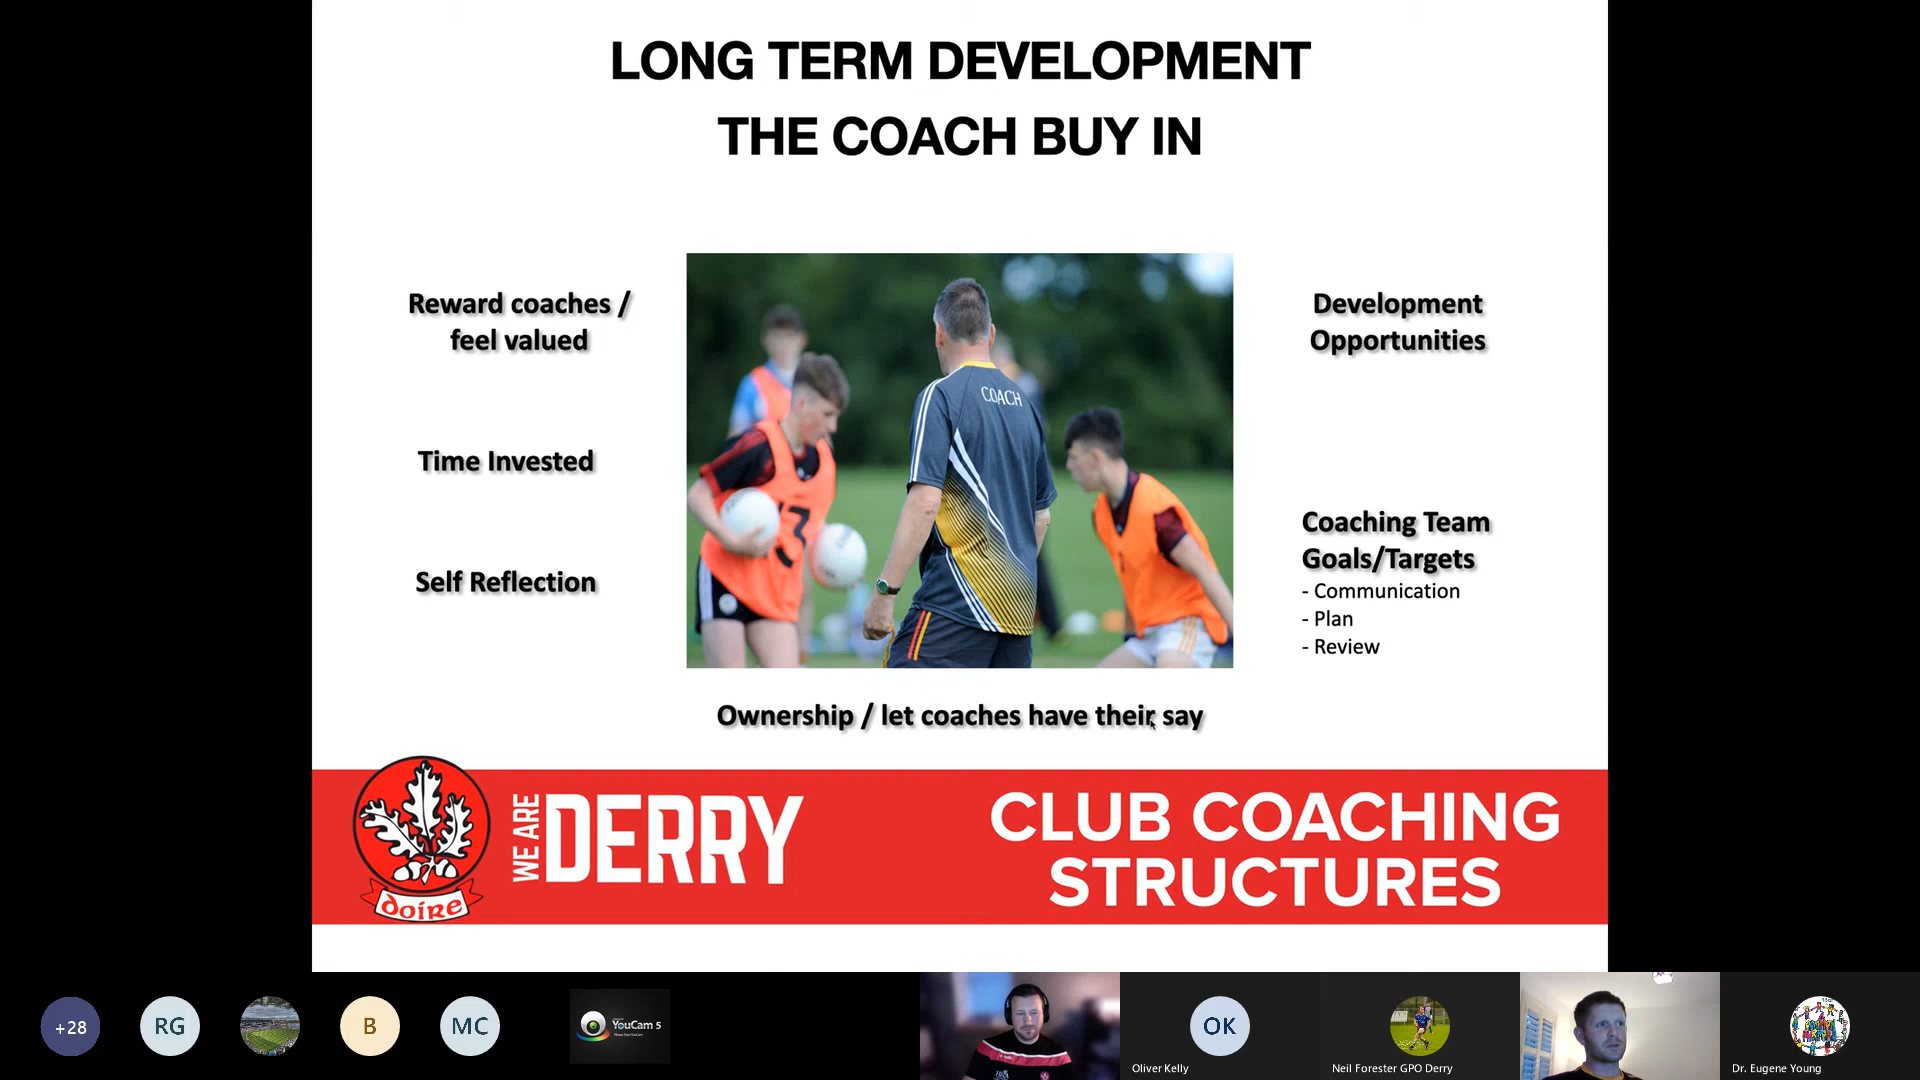 LONG TERM DEVELOPMENT
THE COACH BUY IN
Reward coaches /
feel valued
Time Invested
Self Reflection
COACH
13
Development
Opportunities
Coaching Team
Goals/Targets
- Communication
- Plan
- Review
Ownership / let coaches have their say
doire
WE ARE
DERRY
CLUB COACHING
STRUCTURES
+28
RG
B
MC
YouCam 5
OK
Oliver Kelly
Neil Forester GPO Derry
Dr. Eugene Young